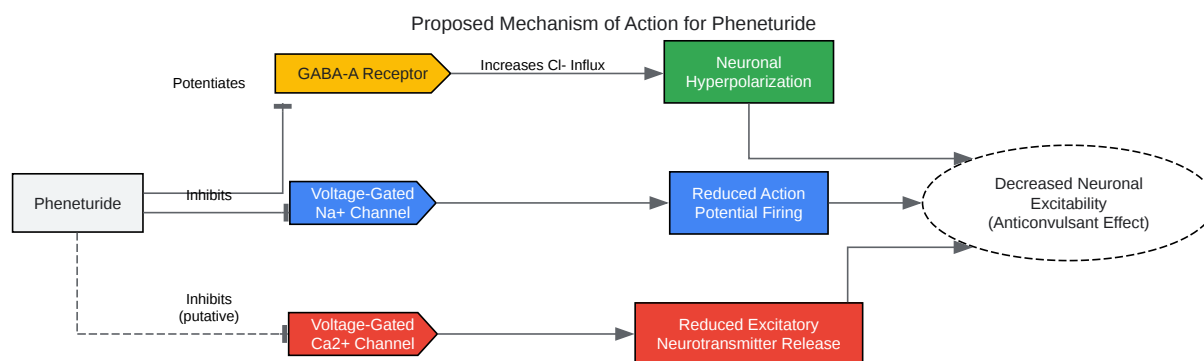 Proposed Mechanism of Action for Pheneturide
Potentiates
GABA-A Receptor
Increases Cl- Influx
Neuronal
Hyperpolarization
Pheneturide
Inhibits
Voltage-Gated
Na+ Channel
Reduced Action
Potential Firing
Decreased Neuronal
Excitability
(Anticonvulsant Effect)
Inhibits
(putative)
Voltage-Gated
Ca2+ Channel
Reduced Excitatory
Neurotransmitter Release